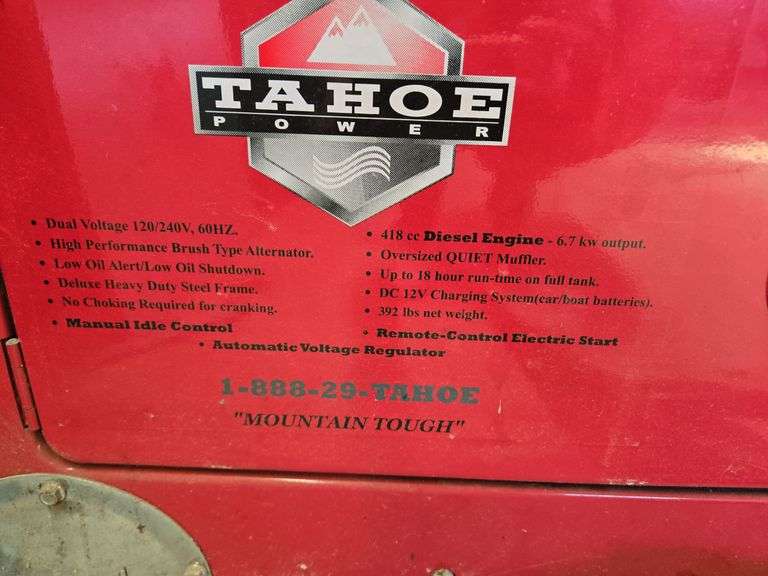 TAHOE
POWER
• Dual Voltage 120/240V, 60HZ.
• High Performance Brush Type Alternator.
• Low Oil Alert/Low Oil Shutdown.
• Deluxe Heavy Duty Steel Frame.
• No Choking Required for cranking.
• Manual Idle Control
• 418 cc Diesel Engine - 6.7 kw output.
• Oversized QUIET Muffler.
• Up to 18 hour run-time on full tank.
• DC 12V Charging System(car/boat batteries).
• 392 lbs net weight.
• Remote-Control Electric Start
• Automatic Voltage Regulator
1-888-29-TAHOE
"MOUNTAIN TOUGH"